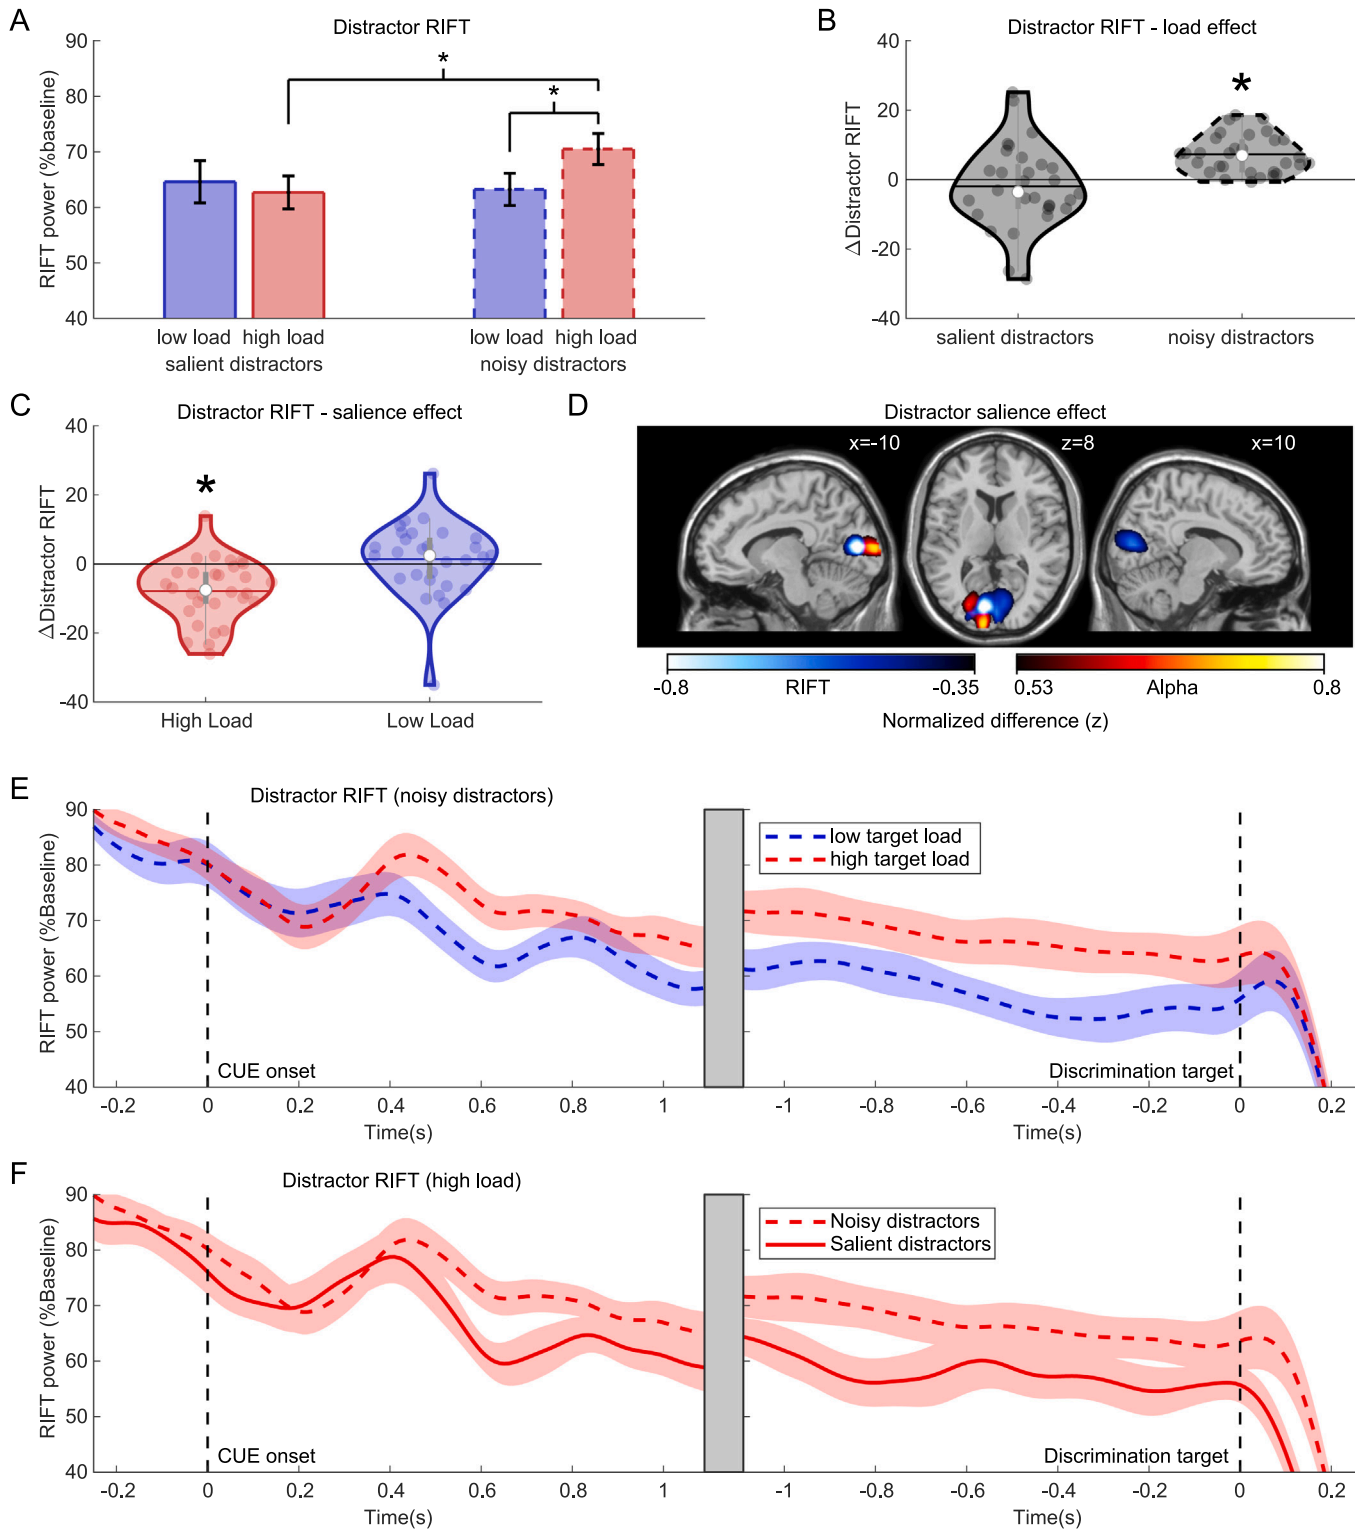 A
Distractor RIFT
90
80
70
60
50
40
RIFT power (%baseline)
*
*
low load
high load
low load
high load
salient distractors
noisy distractors
B
Distractor RIFT - load effect
40
20
0
-20
-40
ΔDistractor RIFT
*
salient distractors
noisy distractors
C
Distractor RIFT - salience effect
40
20
0
-20
-40
ΔDistractor RIFT
*
High Load
Low Load
D
Distractor salience effect
x=-10
z=8
x=10
-0.8
RIFT
-0.35
0.53
Alpha
0.8
Normalized difference (z)
E
Distractor RIFT (noisy distractors)
90
80
70
60
50
40
RIFT power (%Baseline)
low target load
high target load
CUE onset
Discrimination target
-0.2
0
0.2
0.4
0.6
0.8
1
-1
-0.8
-0.6
-0.4
-0.2
0
0.2
Time(s)
Time(s)
F
Distractor RIFT (high load)
90
80
70
60
50
40
RIFT power (%Baseline)
Noisy distractors
Salient distractors
CUE onset
Discrimination target
-0.2
0
0.2
0.4
0.6
0.8
1
-1
-0.8
-0.6
-0.4
-0.2
0
0.2
Time(s)
Time(s)